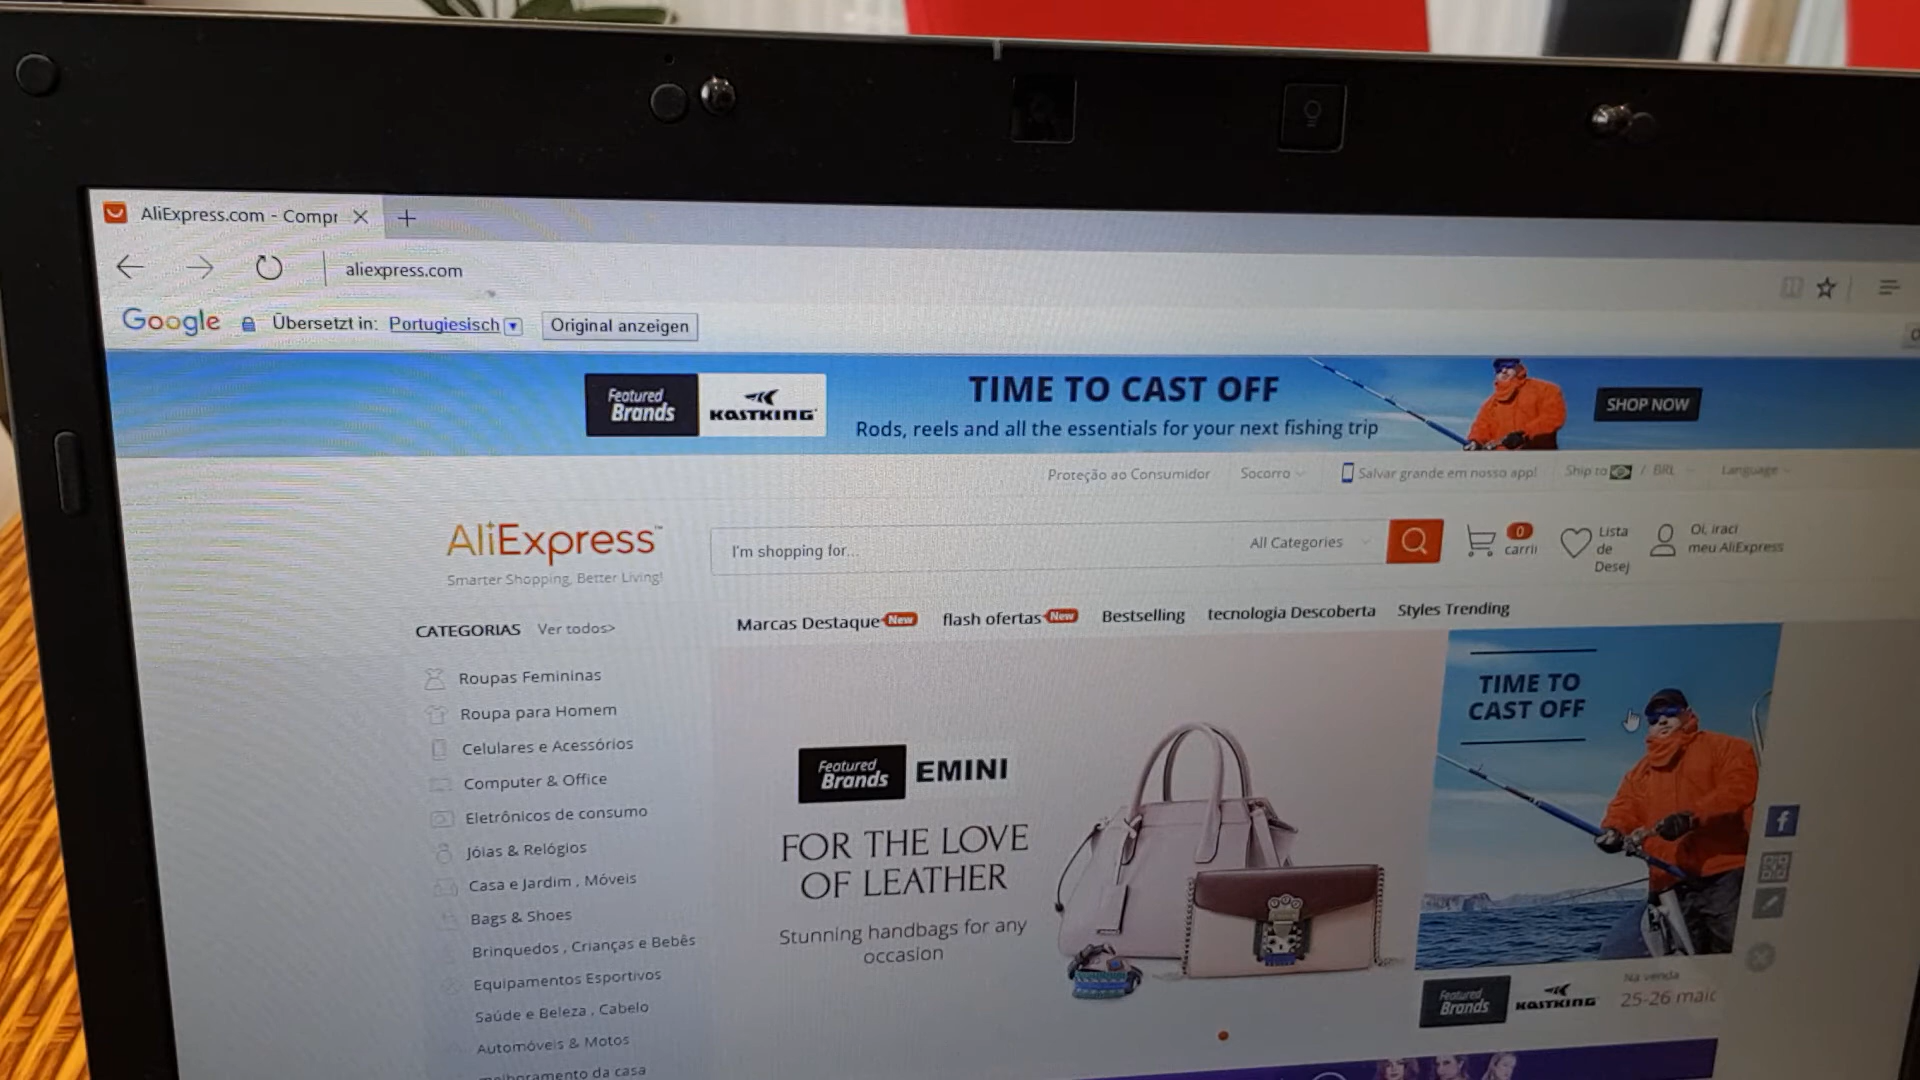 AliExpress.com - Compr
aliexpress.com
Google Übersetzt in: Portugiesisch Original anzeigen
Featured Brands KASTKING
TIME TO CAST OFF
Rods, reels and all the essentials for your next fishing trip
SHOP NOW
Proteção ao Consumidor Socorro Salvar grande em nosso app! Ship to / BRL Language
AliExpress™
Smarter Shopping, Better Living!
I'm shopping for... All Categories
0
carrii
Lista
de
Desej
Oi, iraci
meu AliExpress
CATEGORIAS Ver todos>
Marcas Destaque New flash ofertas New Bestselling tecnologia Descoberta Styles Trending
Roupas Femininas
Roupa para Homem
Celulares e Acessórios
Computer & Office
Eletrônicos de consumo
Jóias & Relógios
Casa e Jardim , Móveis
Bags & Shoes
Brinquedos , Crianças e Bebês
Equipamentos Esportivos
Saúde e Beleza , Cabelo
Automóveis & Motos
melhoramento da casa
Featured
Brands EMINI
FOR THE LOVE
OF LEATHER
Stunning handbags for any
occasion
TIME TO
CAST OFF
Featured
Brands KASTKING
Na venda
25-26 maio